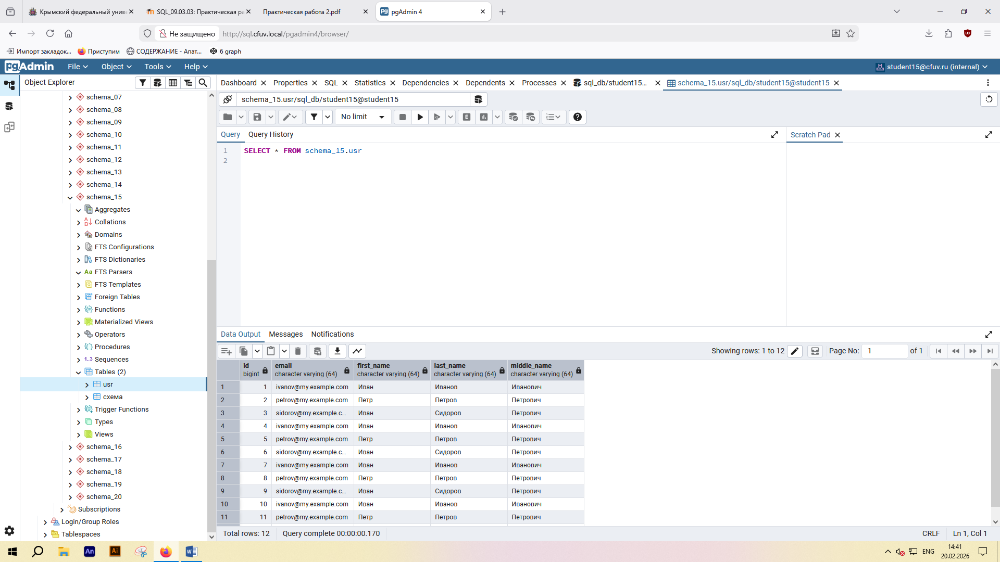 Крымский федеральный униве
SQL_09.03.03: Практическая ра
Практическая работа 2.pdf
pgAdmin 4
Не защищено
http://sql.cfuv.local/pgadmin4/browser/
Импорт закладок...
Приступим
СОДЕРЖАНИЕ - Апат...
6 graph
pgAdmin
File
Object
Tools
Help
student15@cfuv.ru (internal)
Object Explorer
Dashboard
Properties
SQL
Statistics
Dependencies
Dependents
Processes
sql_db/student15...
schema_15.usr/sql_db/student15@student15
schema_07
schema_08
schema_09
schema_10
schema_11
schema_12
schema_13
schema_14
schema_15
Aggregates
Collations
Domains
FTS Configurations
FTS Dictionaries
Aa FTS Parsers
FTS Templates
Foreign Tables
Functions
Materialized Views
Operators
Procedures
1..3 Sequences
Tables (2)
usr
схема
Trigger Functions
Types
Views
schema_16
schema_17
schema_18
schema_19
schema_20
Subscriptions
Login/Group Roles
Tablespaces
schema_15.usr/sql_db/student15@student15
No limit
E
Query
Query History
Scratch Pad
1 SELECT * FROM schema_15.usr
2
Data Output
Messages
Notifications
Showing rows: 1 to 12
Page No: 1 of 1
id bigint
email character varying (64)
first_name character varying (64)
last_name character varying (64)
middle_name character varying (64)
1 1 ivanov@my.example.com Иван Иванов Иванович
2 2 petrov@my.example.com Петр Петров Петрович
3 3 sidorov@my.example.c... Иван Сидоров Петрович
4 4 ivanov@my.example.com Иван Иванов Иванович
5 5 petrov@my.example.com Петр Петров Петрович
6 6 sidorov@my.example.c... Иван Сидоров Петрович
7 7 ivanov@my.example.com Иван Иванов Иванович
8 8 petrov@my.example.com Петр Петров Петрович
9 9 sidorov@my.example.c... Иван Сидоров Петрович
10 10 ivanov@my.example.com Иван Иванов Иванович
11 11 petrov@my.example.com Петр Петров Петрович
Total rows: 12
Query complete 00:00:00.170
CRLF
Ln 1, Col 1
An
Ai
ENG
14:41
20.02.2026